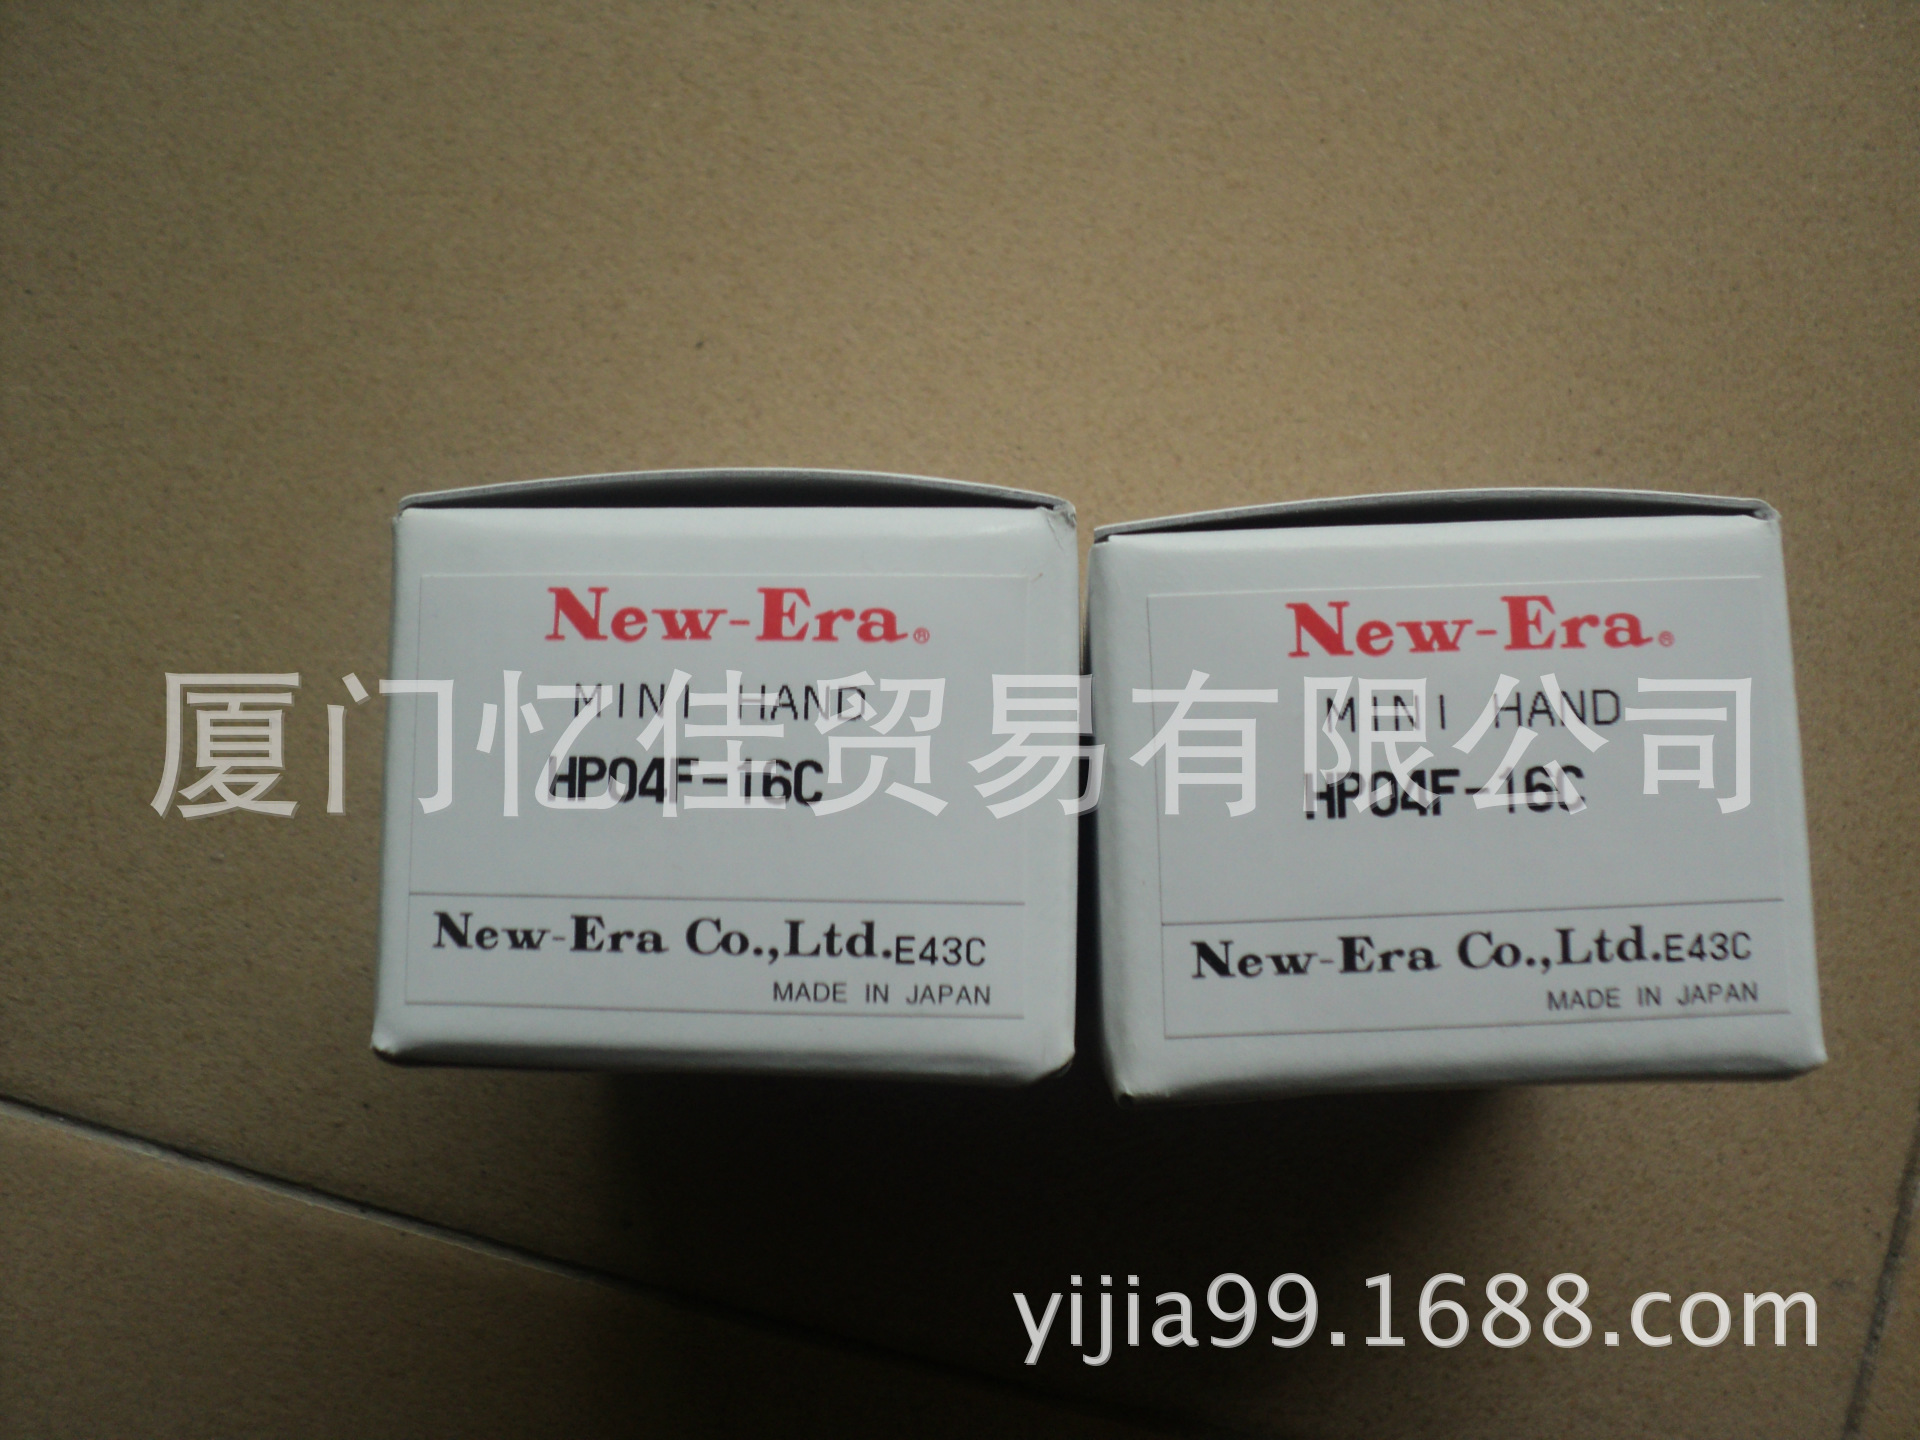 New-Era®
MINI HAND
HP04F-16C
New-Era Co.,Ltd.E43C
MADE IN JAPAN
New-Era®
MINI HAND
HP04F-16C
New-Era Co.,Ltd.E43C
MADE IN JAPAN
厦门忆佳贸易有限公司
yijia99.1688.com